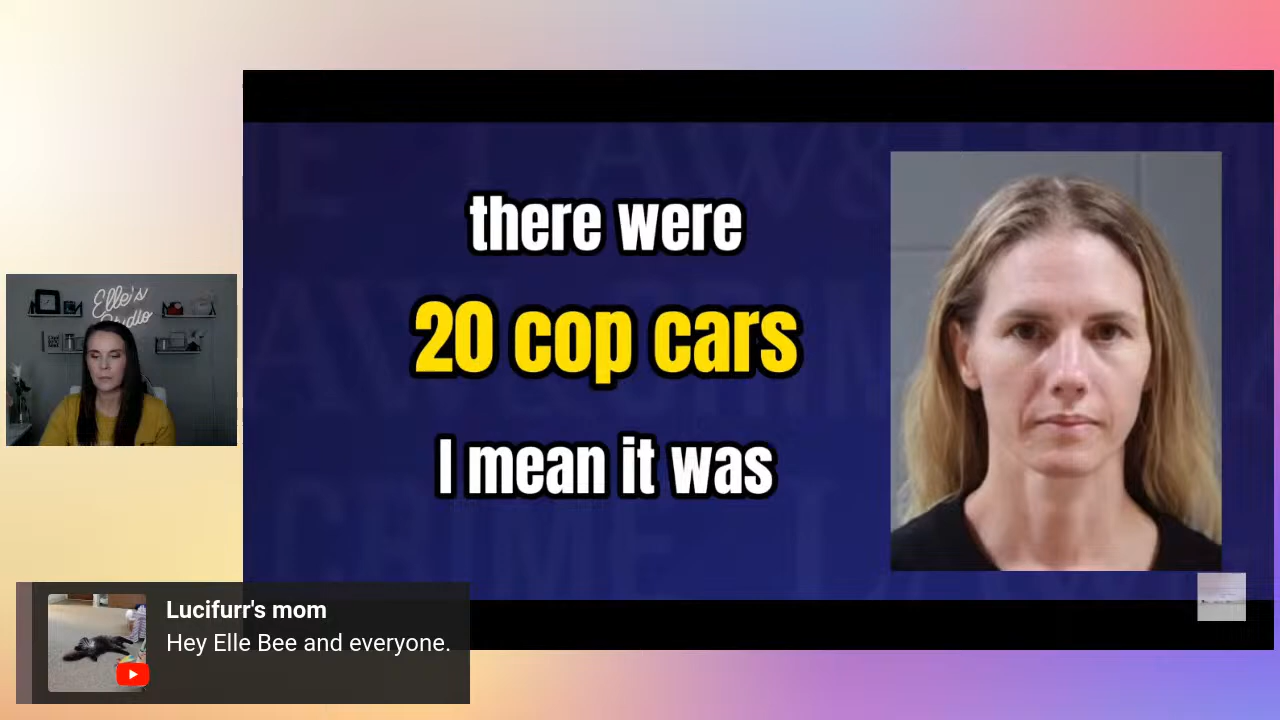 there were
20 cop cars
I mean it was
Elle's
Studio
Lucifurr's mom
Hey Elle Bee and everyone.